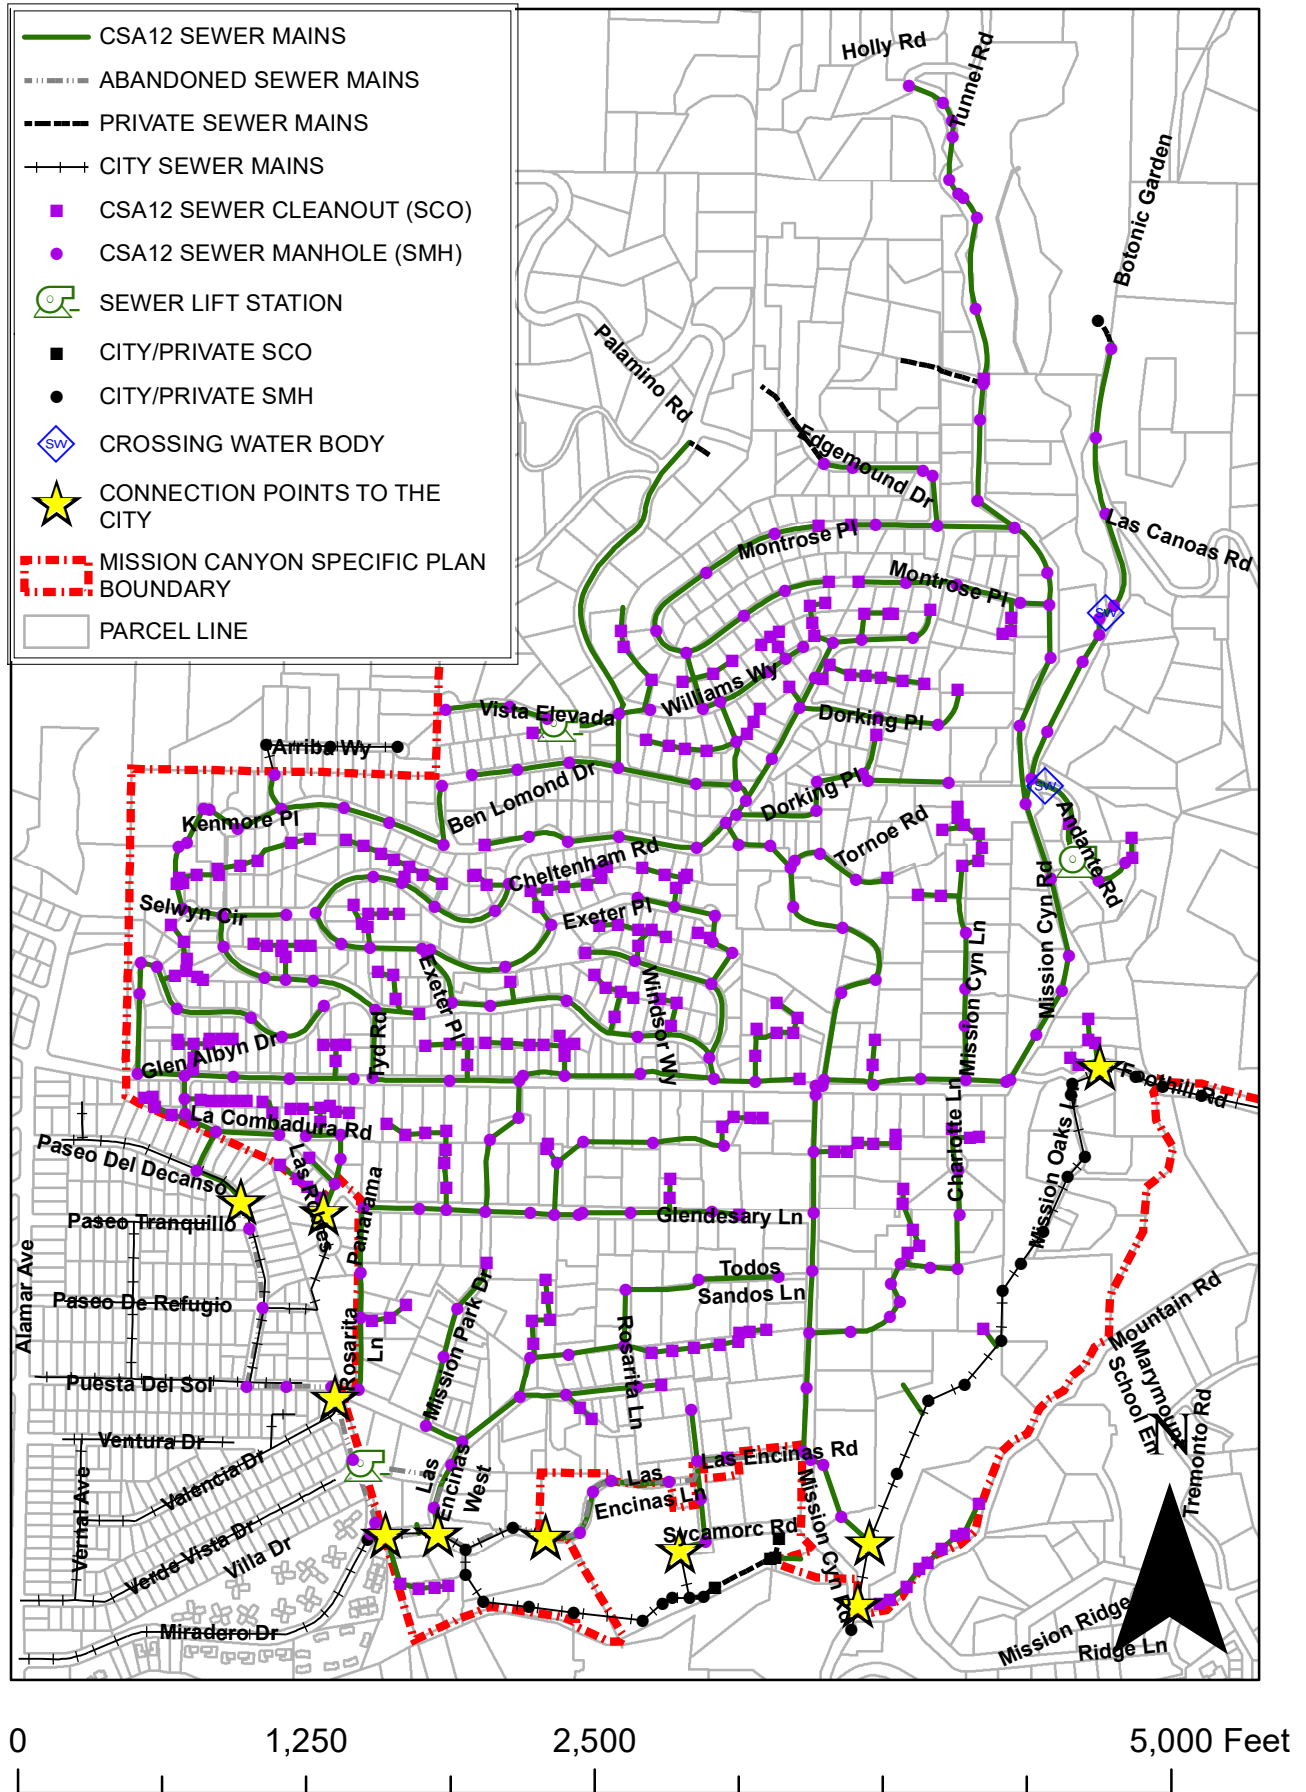 CSA12 SEWER MAINS
ABANDONED SEWER MAINS
PRIVATE SEWER MAINS
CITY SEWER MAINS
CSA12 SEWER CLEANOUT (SCO)
CSA12 SEWER MANHOLE (SMH)
SEWER LIFT STATION
CITY/PRIVATE SCO
CITY/PRIVATE SMH
SW
CROSSING WATER BODY
CONNECTION POINTS TO THE
CITY
MISSION CANYON SPECIFIC PLAN
BOUNDARY
PARCEL LINE
Holly Rd
Tunnel Rd
Botonic Garden
Palamino Rd
Edgemound Dr
Las Canoas Rd
Montrose Pl
Montrose Pl
SW
Williams Wy
Vista Elevada
Dorking Pl
Arriba Wy
Ben Lomond Dr
Dorking Pl
SW
Andante Rd
Kenmore Pl
Tornoe Rd
Cheltenham Rd
Selwyn Cir
Exeter Pl
Mission Cyn Rd
Exeter Pl
Windsor Wy
Mission Cyn Ln
Tyd Rd
Glen Albyn Dr
Foothill Rd
La Combadura Rd
Paseo Del Decanso
Las Robles
Charlotte Ln
Mission Oaks L
Panarama
Paseo Tranquillo
Glendesary Ln
Alamar Ave
Paseo De Refugio
Todos
Sandos Ln
Mission Park Dr
Rosarita
Ln
Rosarita Ln
Mountain Rd
Marymount
School En
Puesta Del Sol
Tremonto Rd
N
Ventura Dr
Valencia Dr
Las
Encinas
West
Las Encinas Rd
Las
Encinas Ln
Vernal Ave
Verde Vista Dr
Villa Dr
Sycamorc Rd
Mission Cyn Rd
Miradero Dr
Mission Ridge
Ridge Ln
0
1,250
2,500
5,000 Feet